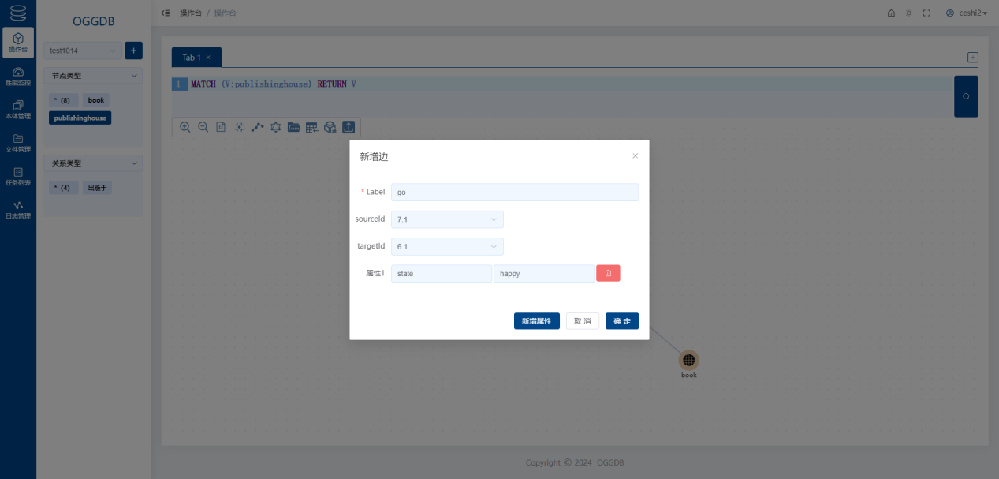 OGGDB
操作台 / 操作台
ceshi2
操作台
性能监控
本体管理
文件管理
任务列表
日志管理
test1014
+
节点类型
* (8)
book
publishinghouse
关系类型
* (4)
出版于
Tab 1 ×
1 MATCH (V:publishinghouse) RETURN V
新增边
* Label go
sourceId 7.1
targetId 6.1
属性1 state happy
新增属性 取 消 确 定
book
Copyright © 2024 OGGDB